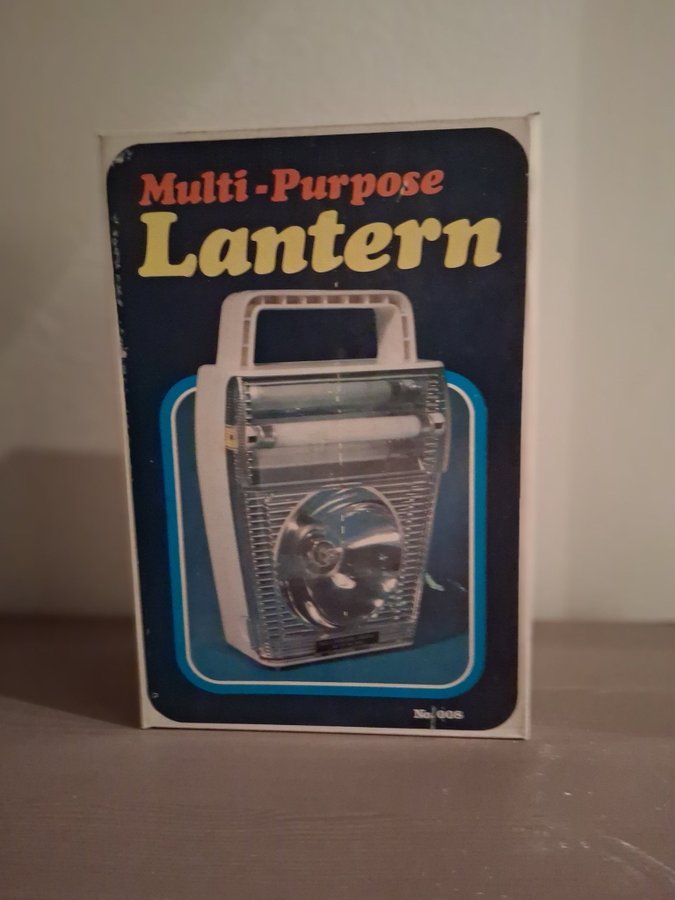 Multi-Purpose
Lantern
No. 008